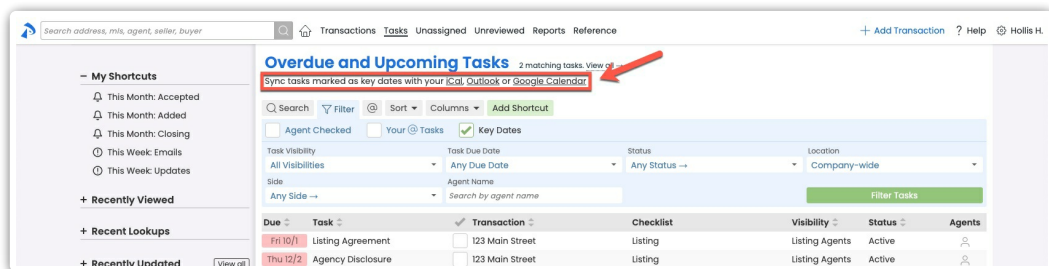 Search address, mls, agent, seller, buyer
Transactions Tasks Unassigned Unreviewed Reports Reference
+ Add Transaction ? Help Hollis H.
– My Shortcuts
This Month: Accepted
This Month: Added
This Month: Closing
This Week: Emails
This Week: Updates
+ Recently Viewed
+ Recent Lookups
+ Recently Updated View all
Overdue and Upcoming Tasks 2 matching tasks. View all →
Sync tasks marked as key dates with your iCal, Outlook or Google Calendar
Search Filter @ Sort Columns Add Shortcut
Agent Checked Your @ Tasks Key Dates
Task Visibility Task Due Date Status Location
All Visibilities Any Due Date Any Status → Company-wide
Side Agent Name
Any Side → Search by agent name Filter Tasks
Due Task Transaction Checklist Visibility Status Agents
Fri 10/1 Listing Agreement 123 Main Street Listing Listing Agents Active
Thu 12/2 Agency Disclosure 123 Main Street Listing Listing Agents Active